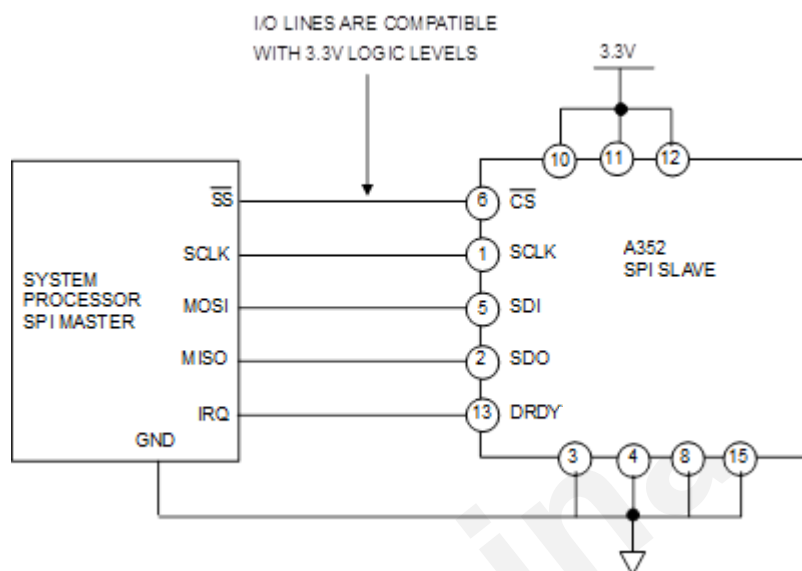 I/O LINES ARE COMPATIBLE
WITH 3.3V LOGIC LEVELS
3.3V
10 11 12
SS 6 CS
SCLK 1 SCLK
A352
SPI SLAVE
SYSTEM
PROCESSOR
SPI MASTER
MOSI 5 SDI
MISO 2 SDO
IRQ 13 DRDY
GND
3 4 8 15